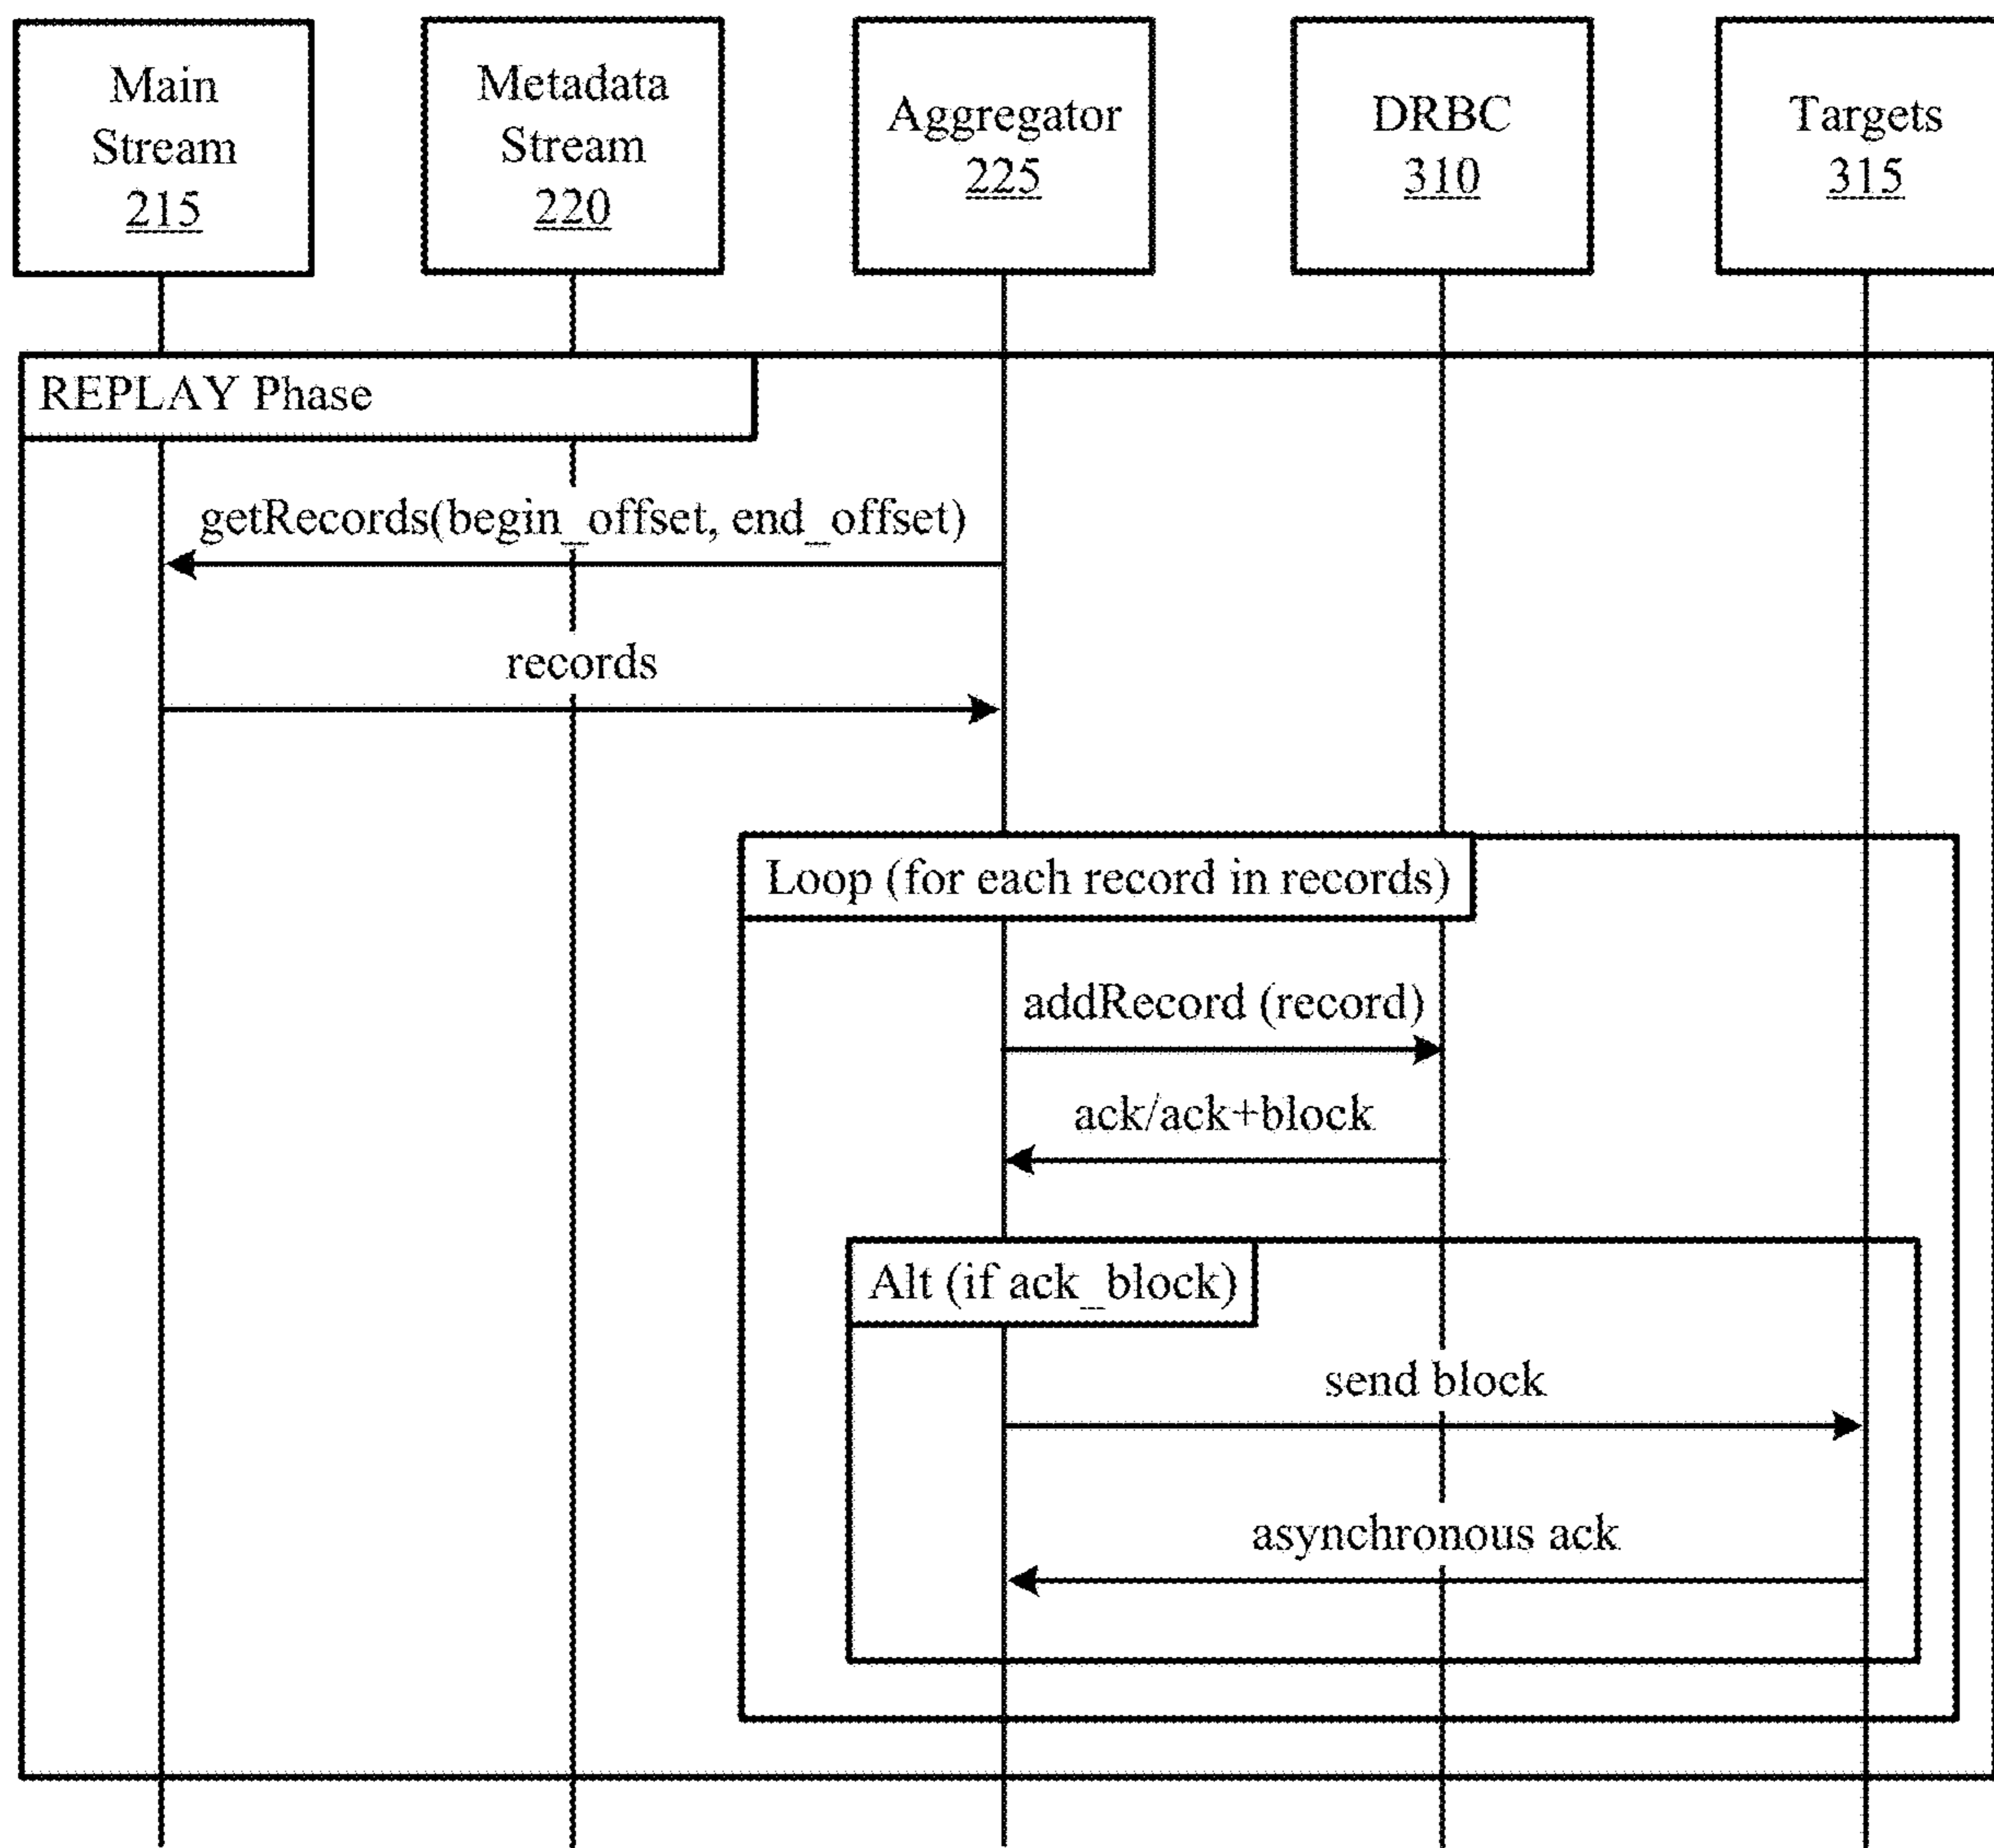 Main
Stream
215
Metadata
Stream
220
Aggregator
225
DRBC
310
Targets
315
REPLAY Phase
getRecords(begin_offset, end_offset)
records
Loop (for each record in records)
addRecord (record)
ack/ack+block
Alt (if ack_block)
send block
asynchronous ack